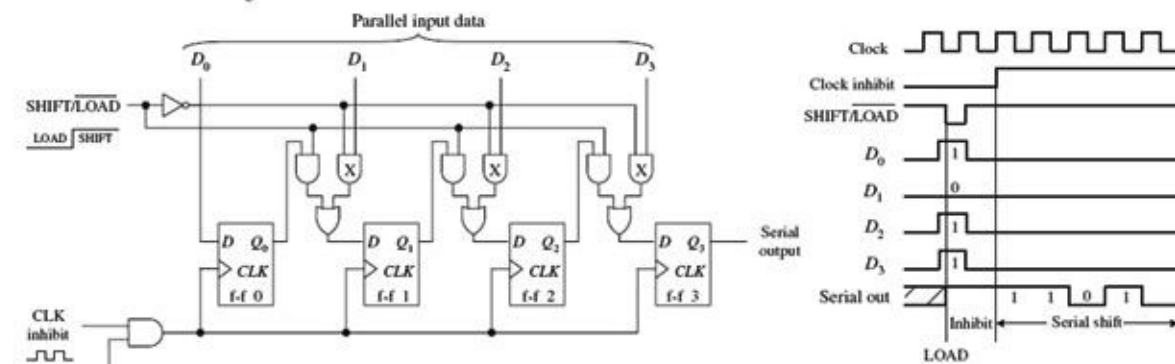 Parallel input data
D₀ D₁ D₂ D₃
SHIFT/LOAD
LOAD SHIFT
X X X
D Q₀ D Q₁ D Q₂ D Q₃
Serial
output
CLK CLK CLK CLK
f-f 0 f-f 1 f-f 2 f-f 3
CLK
inhibit
Clock
Clock inhibit
SHIFT/LOAD
D₀ 1
D₁ 0
D₂ 1
D₃ 1
Serial out 1 1 0 1
Inhibit Serial shift
LOAD